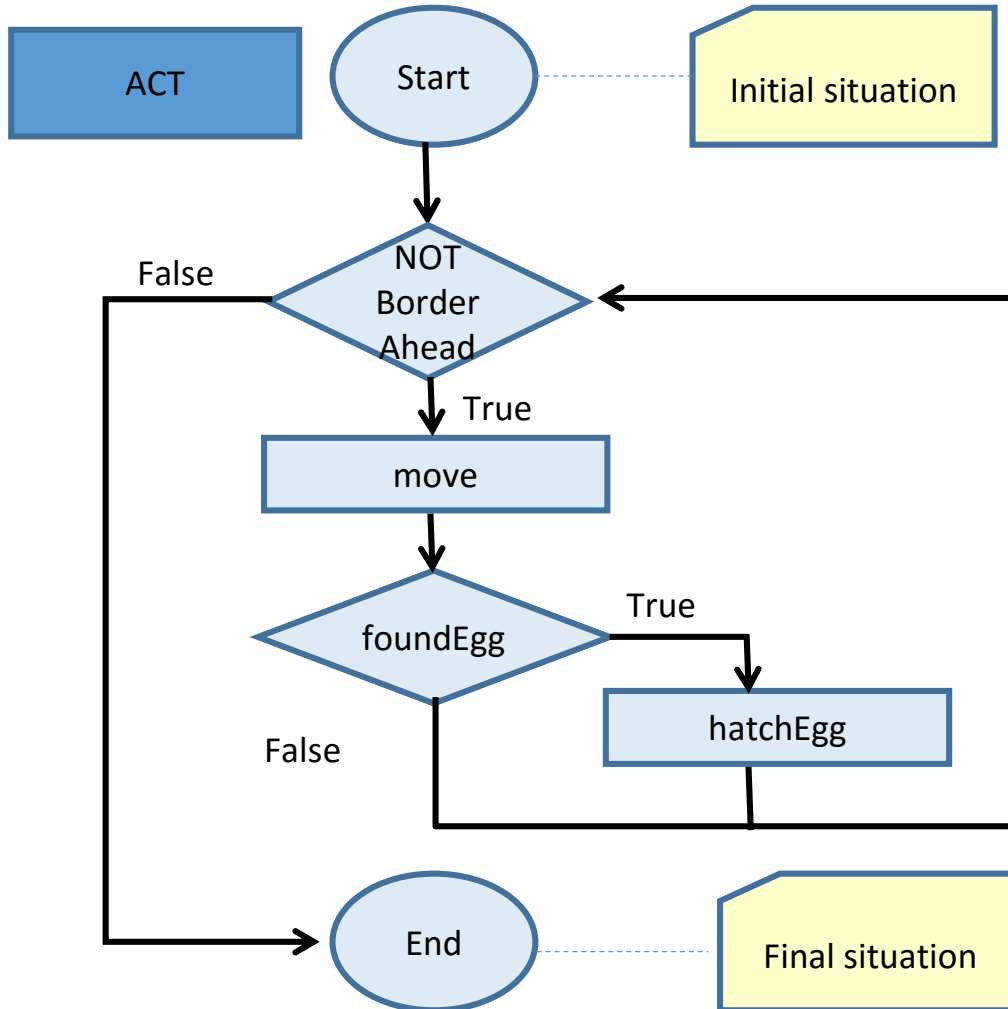 ACT
Start
Initial situation
False
NOT
Border
Ahead
True
move
foundEgg
True
hatchEgg
False
End
Final situation